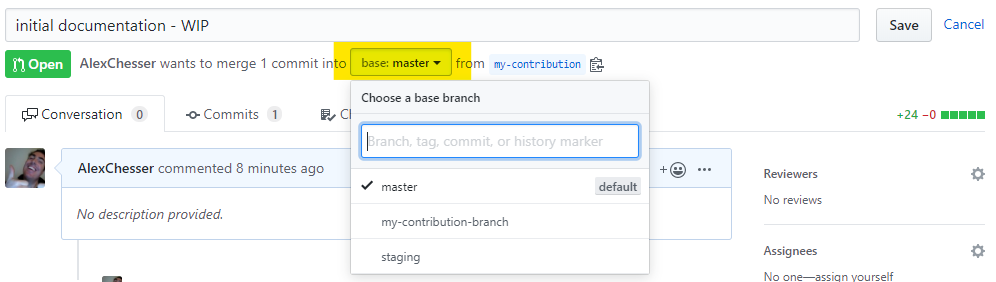 initial documentation - WIP
Save
Cancel
Open
AlexChesser wants to merge 1 commit into base: master from my-contribution
Conversation 0
Commits 1
+24 −0
Choose a base branch
Branch, tag, commit, or history marker
master default
my-contribution-branch
staging
AlexChesser commented 8 minutes ago
No description provided.
Reviewers
No reviews
Assignees
No one—assign yourself